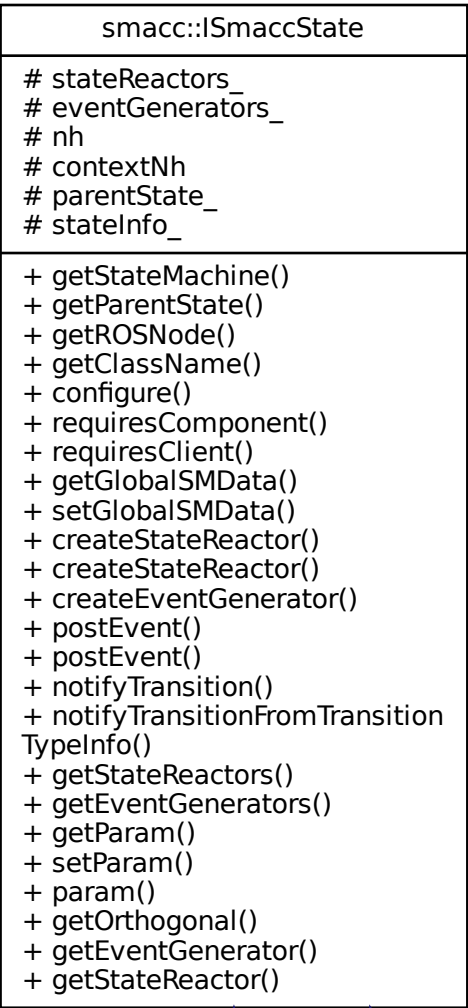 smacc::ISmaccState
# stateReactors_
# eventGenerators_
# nh
# contextNh
# parentState_
# stateInfo_
+ getStateMachine()
+ getParentState()
+ getROSNode()
+ getClassName()
+ configure()
+ requiresComponent()
+ requiresClient()
+ getGlobalSMData()
+ setGlobalSMData()
+ createStateReactor()
+ createStateReactor()
+ createEventGenerator()
+ postEvent()
+ postEvent()
+ notifyTransition()
+ notifyTransitionFromTransition
TypeInfo()
+ getStateReactors()
+ getEventGenerators()
+ getParam()
+ setParam()
+ param()
+ getOrthogonal()
+ getEventGenerator()
+ getStateReactor()